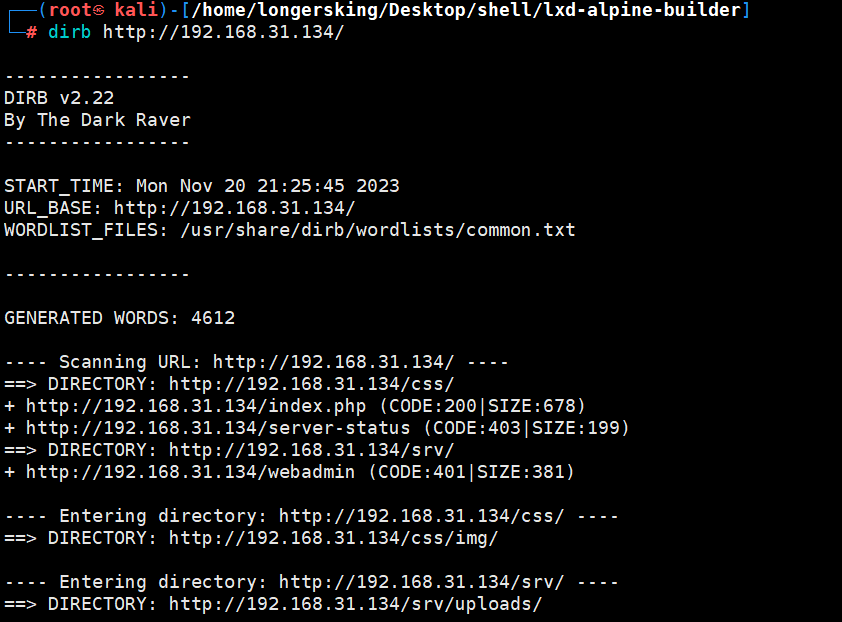 ┌──(root㉿ kali)-[/home/longersking/Desktop/shell/lxd-alpine-builder]
└─# dirb http://192.168.31.134/
-----------------
DIRB v2.22
By The Dark Raver
-----------------
START_TIME: Mon Nov 20 21:25:45 2023
URL_BASE: http://192.168.31.134/
WORDLIST_FILES: /usr/share/dirb/wordlists/common.txt
-----------------
GENERATED WORDS: 4612
---- Scanning URL: http://192.168.31.134/ ----
==> DIRECTORY: http://192.168.31.134/css/
+ http://192.168.31.134/index.php (CODE:200|SIZE:678)
+ http://192.168.31.134/server-status (CODE:403|SIZE:199)
==> DIRECTORY: http://192.168.31.134/srv/
+ http://192.168.31.134/webadmin (CODE:401|SIZE:381)
---- Entering directory: http://192.168.31.134/css/ ----
==> DIRECTORY: http://192.168.31.134/css/img/
---- Entering directory: http://192.168.31.134/srv/ ----
==> DIRECTORY: http://192.168.31.134/srv/uploads/